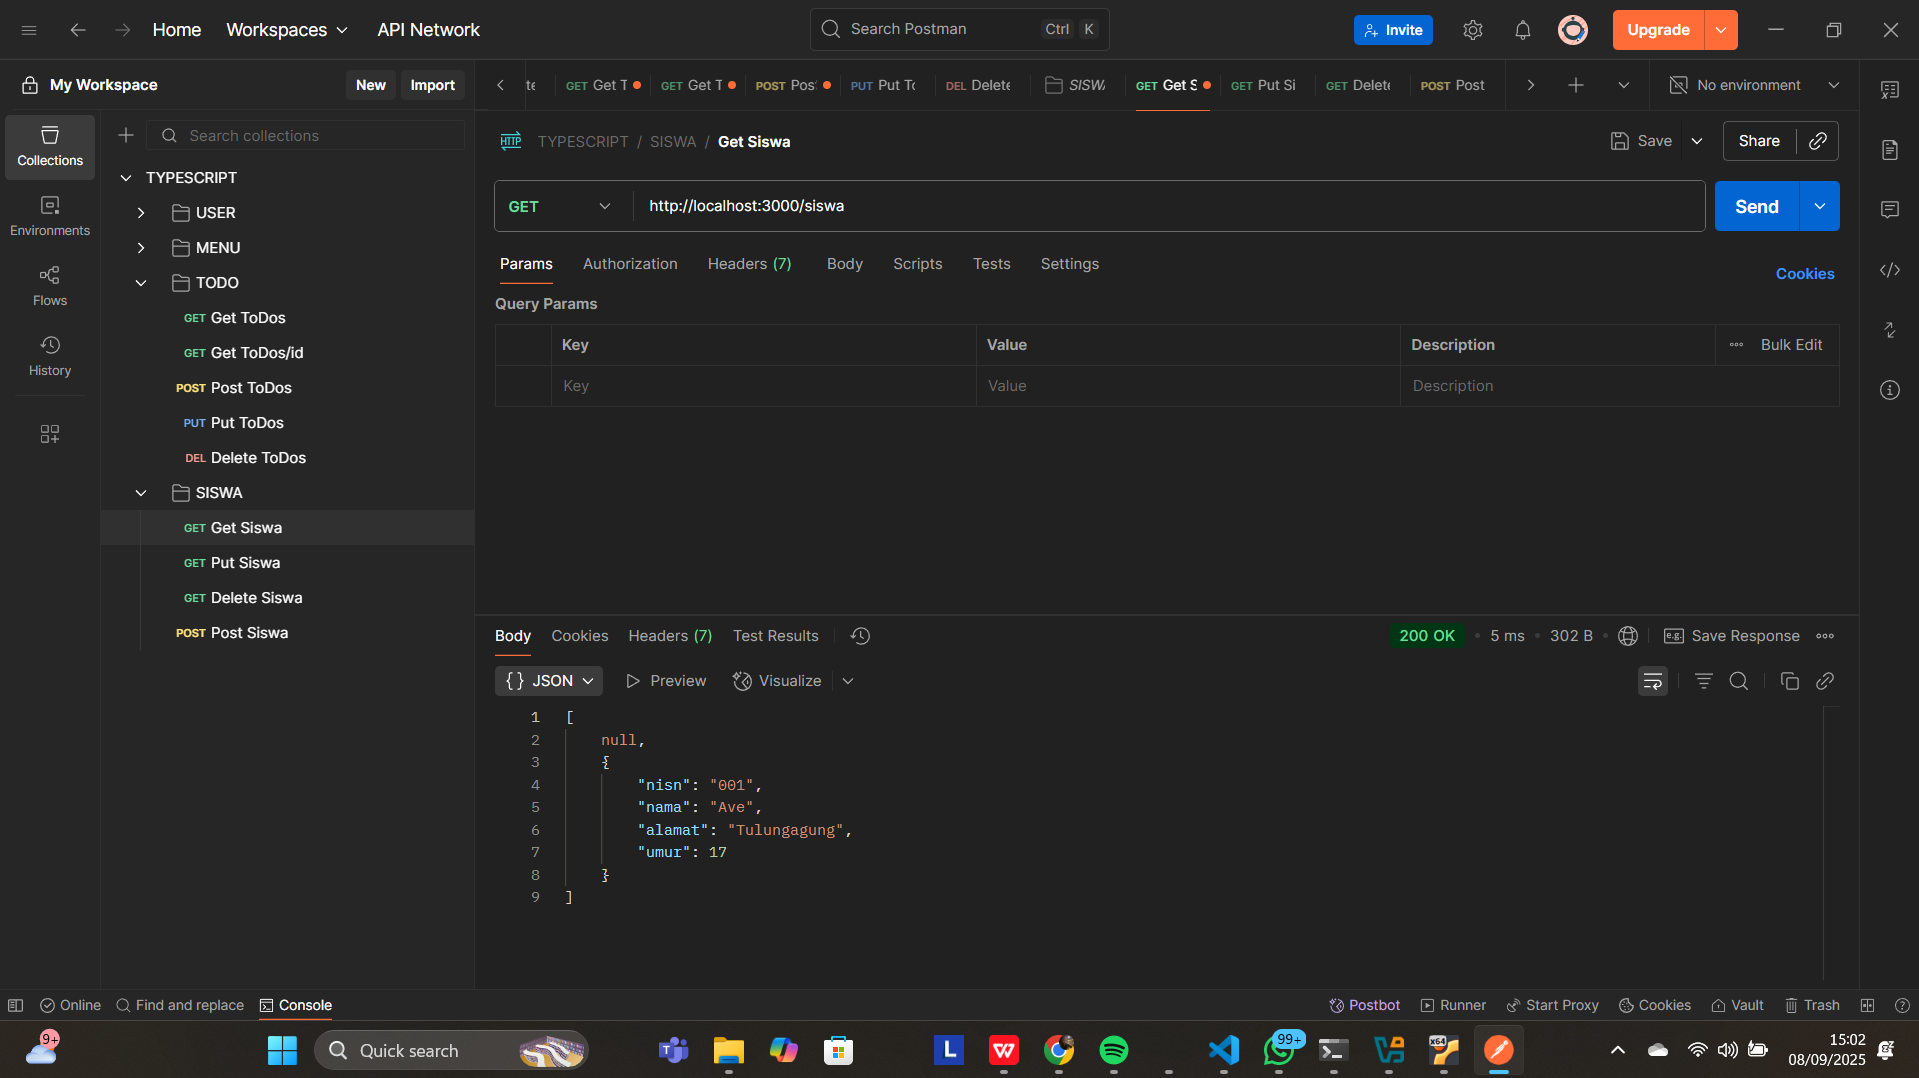 Home
Workspaces
API Network
Search Postman
Ctrl
K
Invite
Upgrade
My Workspace
New
Import
te
GET Get T
GET Get T
POST Pos
PUT To
DEL Delete
SISWA
GET Get S
GET Put Si
GET Delete
POST Post
No environment
Collections
Environments
Flows
History
Search collections
TYPESCRIPT
USER
MENU
TODO
GET Get ToDos
GET Get ToDos/id
POST Post ToDos
PUT Put ToDos
DEL Delete ToDos
SISWA
GET Get Siswa
GET Put Siswa
GET Delete Siswa
POST Post Siswa
HTTP TYPESCRIPT / SISWA / Get Siswa
Save
Share
GET
http://localhost:3000/siswa
Send
Params
Authorization
Headers (7)
Body
Scripts
Tests
Settings
Cookies
Query Params
Key
Value
Description
Bulk Edit
Key
Value
Description
Body
Cookies
Headers (7)
Test Results
200 OK • 5 ms • 302 B •
e.g. Save Response
{} JSON
Preview
Visualize
1 [
2 null,
3 {
4 "nisn": "001",
5 "nama": "Ave",
6 "alamat": "Tulungagung",
7 "umur": 17
8 }
9 ]
Online
Find and replace
Console
Postbot
Runner
Start Proxy
Cookies
Vault
Trash
9+
Quick search
T
L
W
99+
x64
15:02
08/09/2025